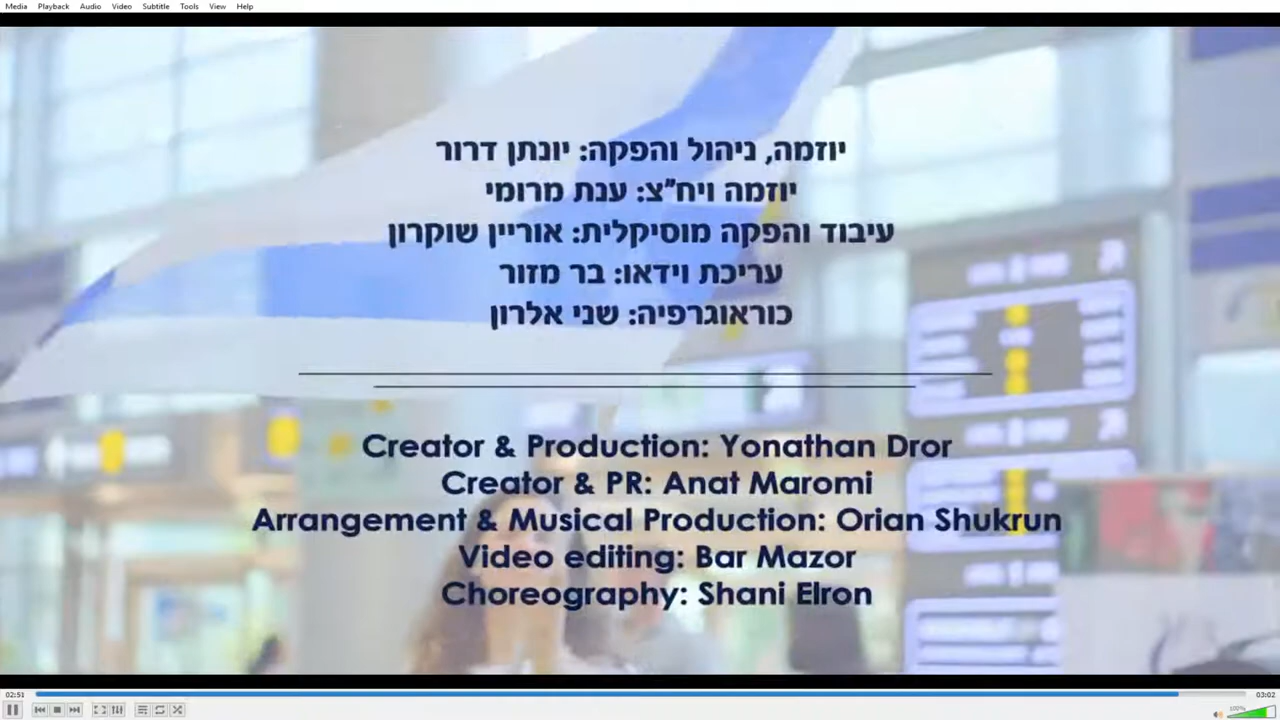 Media Playback Audio Video Subtitle Tools View Help
יוזמה, ניהול והפקה: יונתן דרור
יוזמה ויח"צ: ענת מרומי
עיבוד והפקה מוסיקלית: אוריין שוקרון
עריכת וידאו: בר מזור
כוראוגרפיה: שני אלרון
Creator & Production: Yonathan Dror
Creator & PR: Anat Maromi
Arrangement & Musical Production: Orian Shukrun
Video editing: Bar Mazor
Choreography: Shani Elron
02:51 03:02
100%